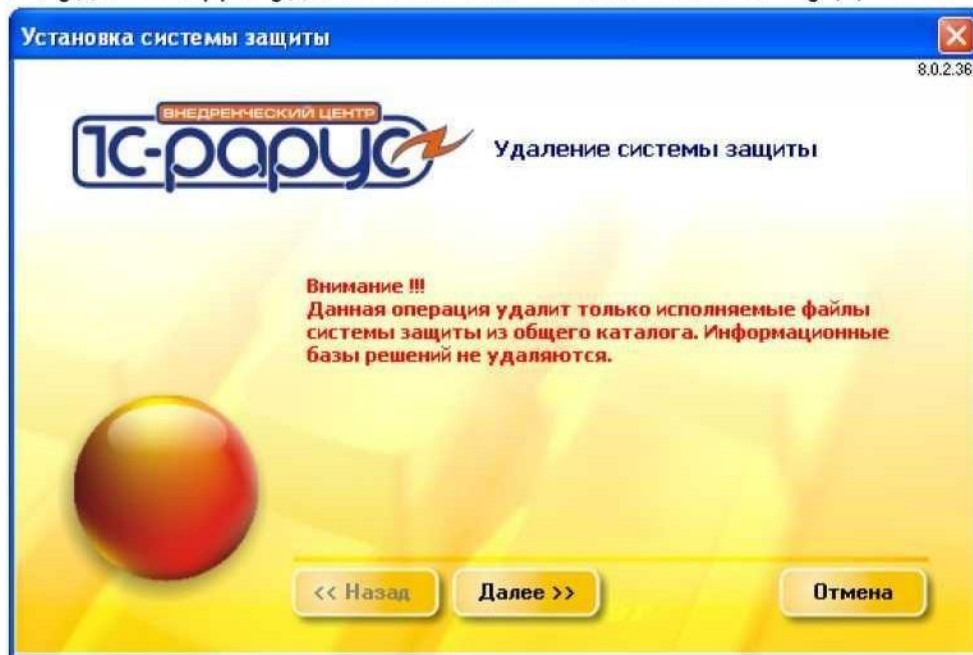 Установка системы защиты
8.0.2.36
ВНЕДРЕНЧЕСКИЙ ЦЕНТР
1С-рарус
Удаление системы защиты
Внимание !!!
Данная операция удалит только исполняемые файлы
системы защиты из общего каталога. Информационные
базы решений не удаляются.
<< Назад
Далее >>
Отмена